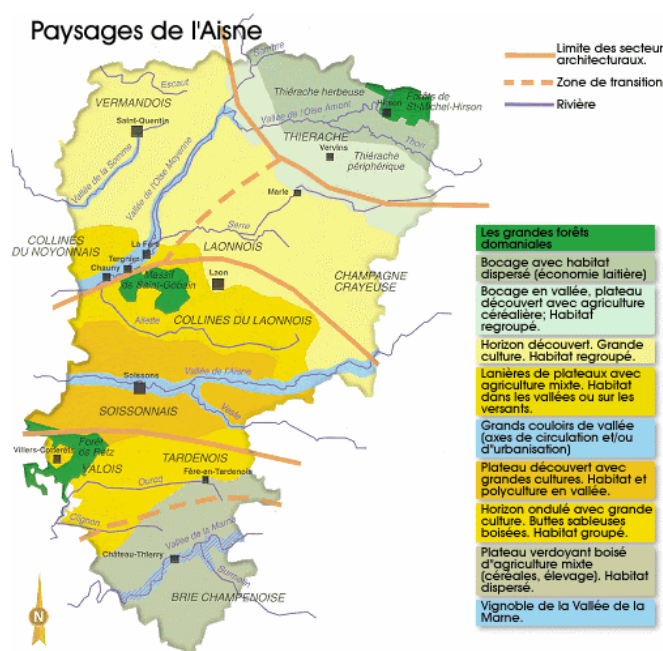 Paysages de l'Aisne
Limite des secteur
architecturaux.
Zone de transition
Rivière
Sombre
Escaut
VERMANDOIS
Saint-Quentin
Thiérache herbeuse
Forêts de
St-Michel-Hirson
Hirson
Vallée de l'Oise Amont
Thon
THIERACHE
Vervins
Thiérache
périphérique
Vallée de la Somme
Vallée de l'Oise Moyenne
Marle
Serre
COLLINES
DU NOYONNAIS
La Fère
Tergnier
Chauny
LAONNOIS
Laon
Massif
de Saint-Gobain
CHAMPAGNE
CRAYEUSE
Ailette
COLLINES DU LAONNOIS
Vallée de l'Aisne
Soissons
Vesle
SOISSONNAIS
Forêt
de Retz
Villers-Cotterêts
VALOIS
TARDENOIS
Fère-en-Tardenois
Ourcq
Clignon
Vallée de la Marne
Château-Thierry
Surmelin
BRIE CHAMPENOISE
N
Les grandes forêts
domaniales
Bocage avec habitat
dispersé (économie laitière)
Bocage en vallée, plateau
découvert avec agriculture
céréalière; Habitat
regroupé.
Horizon découvert. Grande
culture. Habitat regroupé.
Lanières de plateaux avec
agriculture mixte. Habitat
dans les vallées ou sur les
versants.
Grands couloirs de vallée
(axes de circulation et/ou
d"urbanisation)
Plateau découvert avec
grandes cultures. Habitat et
polyculture en vallée.
Horizon ondulé avec grande
culture. Buttes sableuses
boisées. Habitat groupé.
Plateau verdoyant boisé
d"agriculture mixte
(céréales, élevage). Habitat
dispersé.
Vignoble de la Vallée de la
Marne.